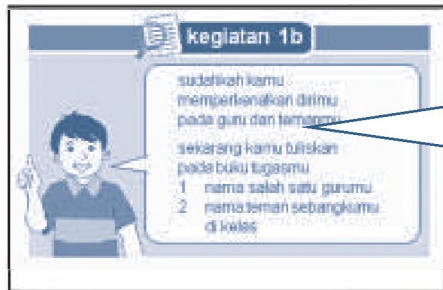 kegiatan 1b
sudahkah kamu
memperkenalkan dirimu
pada guru dan temanmu
sekarang kamu tuliskan
pada buku tugasmu
1 nama salah satu gurumu
2 nama teman sebangkumu
di kelas